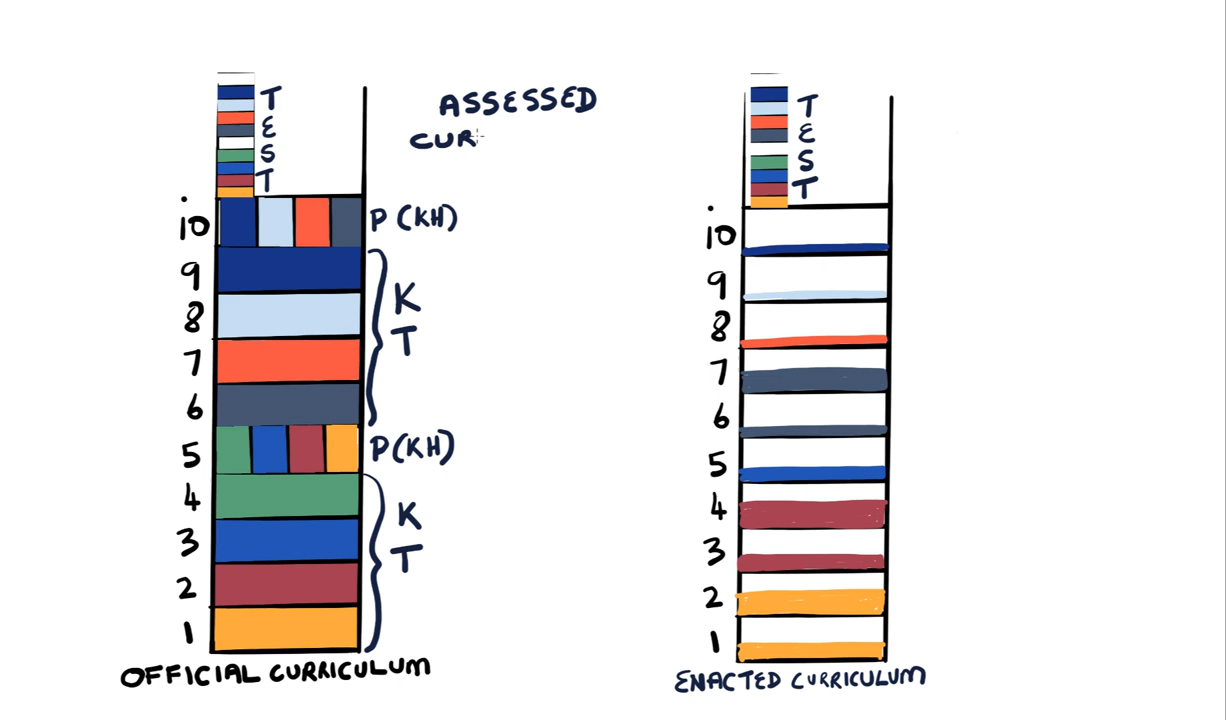 ASSESSED
CUR
T
E
S
T
10 P (KH)
9
8 K
7 T
6
5 P(KH)
4
3 K
2 T
1
OFFICIAL CURRICULUM
T
E
S
T
10
9
8
7
6
5
4
3
2
1
ENACTED CURRICULUM